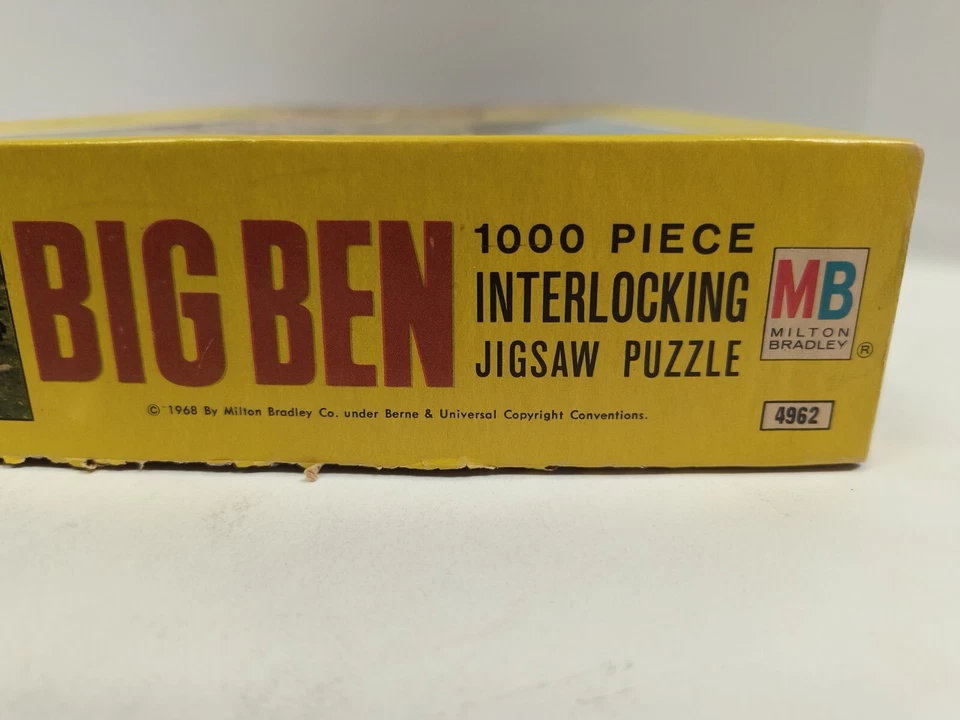 BIG BEN
1000 PIECE
INTERLOCKING
JIGSAW PUZZLE
MB
MILTON
BRADLEY ®
© 1968 By Milton Bradley Co. under Berne & Universal Copyright Conventions.
4962